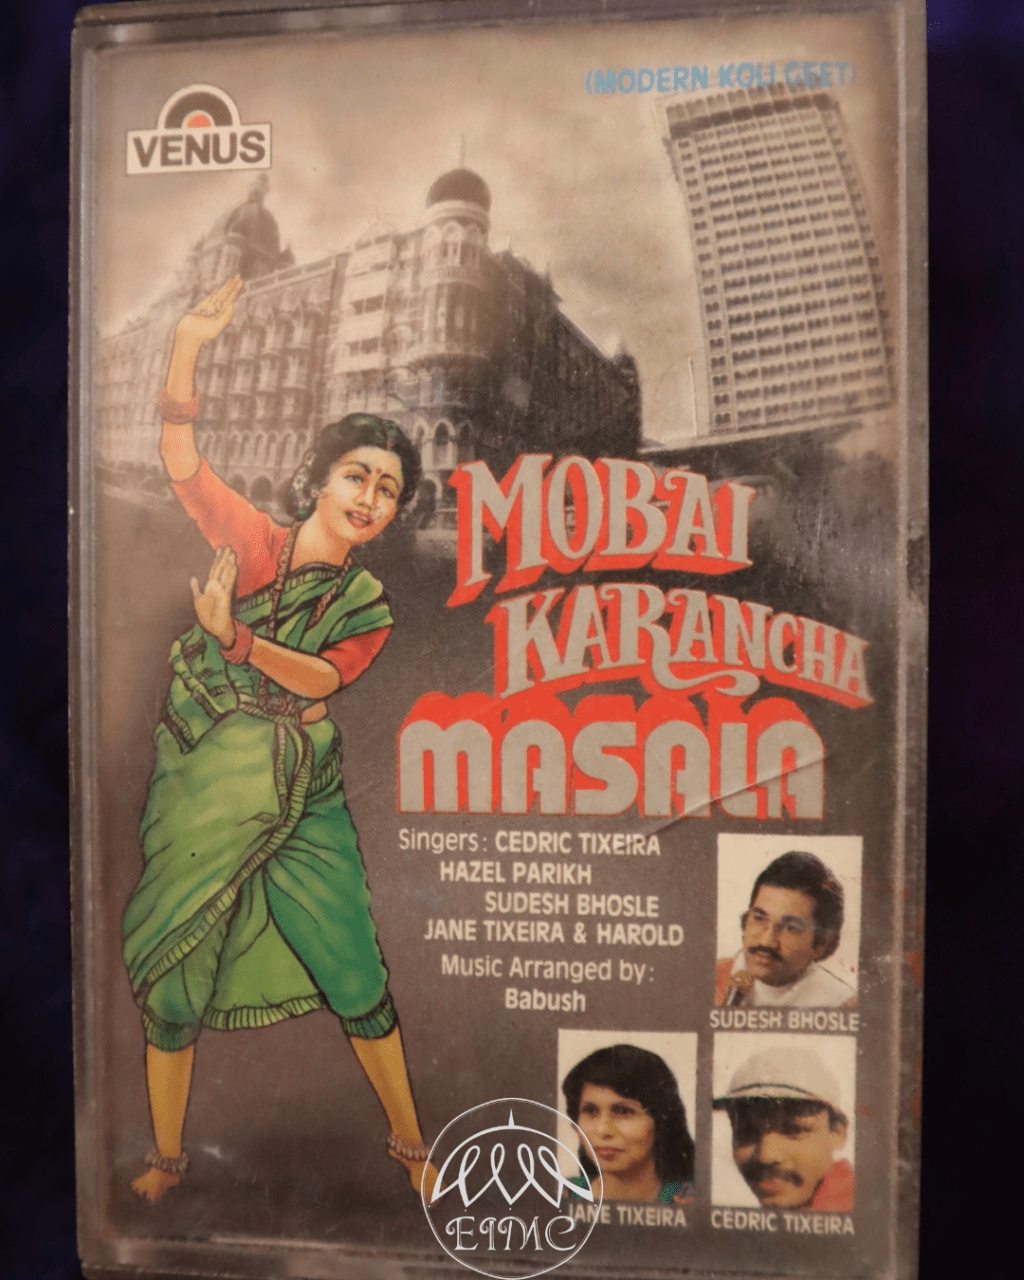 (MODERN KOLI GEET)
VENUS
MOBAI
KARANCHA
MASALA
Singers: CEDRIC TIXEIRA
HAZEL PARIKH
SUDESH BHOSLE
JANE TIXEIRA & HAROLD
Music Arranged by:
Babush
SUDESH BHOSLE
JANE TIXEIRA
CEDRIC TIXEIRA
EIMC